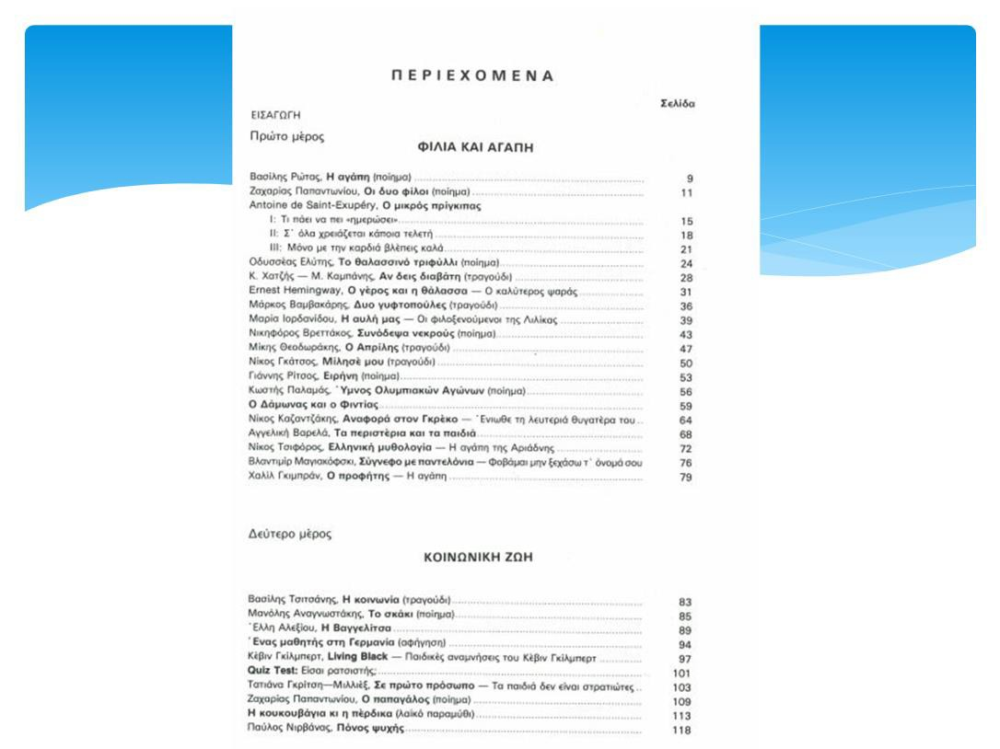 ΠΕΡΙΕΧΟΜΕΝΑ
Σελίδα
ΕΙΣΑΓΩΓΗ
Πρώτο μέρος
ΦΙΛΙΑ ΚΑΙ ΑΓΑΠΗ
Βασίλης Ρώτας, Η αγάπη (ποίημα) 9
Ζαχαρίας Παπαντωνίου, Οι δυο φίλοι (ποίημα) 11
Antoine de Saint-Exupéry, Ο μικρός πρίγκιπας
I: Τι πάει να πει «ημερώσει» 15
II: Σ' όλα χρειάζεται κάποια τελετή 18
III: Μόνο με την καρδιά βλέπεις καλά 21
Οδυσσέας Ελύτης, Το θαλασσινό τριφύλλι (ποίημα) 24
Κ. Χατζής — Μ. Καμπάνης, Αν δεις διαβάτη (τραγούδι) 28
Ernest Hemingway, Ο γέρος και η θάλασσα — Ο καλύτερος ψαράς 31
Μάρκος Βαμβακάρης, Δυο γυφτοπούλες (τραγούδι) 36
Μαρία Ιορδανίδου, Η αυλή μας — Οι φιλοξενούμενοι της Λιλίκας 39
Νικηφόρος Βρεττάκος, Συνόδεψα νεκρούς (ποίημα) 43
Μίκης Θεοδωράκης, Ο Απρίλης (τραγούδι) 47
Νίκος Γκάτσος, Μίλησέ μου (τραγούδι) 50
Γιάννης Ρίτσος, Ειρήνη (ποίημα) 53
Κωστής Παλαμάς, Ύμνος Ολυμπιακών Αγώνων (ποίημα) 56
Ο Δάμωνας και ο Φιντίας 59
Νίκος Καζαντζάκης, Αναφορά στον Γκρέκο — Ένιωθε τη λευτεριά θυγατέρα του 64
Αγγελική Βαρελά, Τα περιστέρια και τα παιδιά 68
Νίκος Τσιφόρος, Ελληνική μυθολογία — Η αγάπη της Αριάδνης 72
Βλαντιμίρ Μαγιακόφσκι, Σύγνεφο με παντελόνια — Φοβάμαι μην ξεχάσω τ' όνομά σου 76
Χαλίλ Γκιμπράν, Ο προφήτης — Η αγάπη 79
Δεύτερο μέρος
ΚΟΙΝΩΝΙΚΗ ΖΩΗ
Βασίλης Τσιτσάνης, Η κοινωνία (τραγούδι) 83
Μανόλης Αναγνωστάκης, Το σκάκι (ποίημα) 85
Έλλη Αλεξίου, Η Βαγγελίτσα 89
Ένας μαθητής στη Γερμανία (αφήγηση) 94
Κέβιν Γκίλμπερτ, Living Black — Παιδικές αναμνήσεις του Κέβιν Γκίλμπερτ 97
Quiz Test: Είσαι ρατσιστής; 101
Τατιάνα Γκρίτση—Μιλλιέξ, Σε πρώτο πρόσωπο — Τα παιδιά δεν είναι στρατιώτες 103
Ζαχαρίας Παπαντωνίου, Ο παπαγάλος (ποίημα) 109
Η κουκουβάγια κι η πέρδικα (λαϊκό παραμύθι) 113
Παύλος Νιρβάνας, Πόνος ψυχής 118